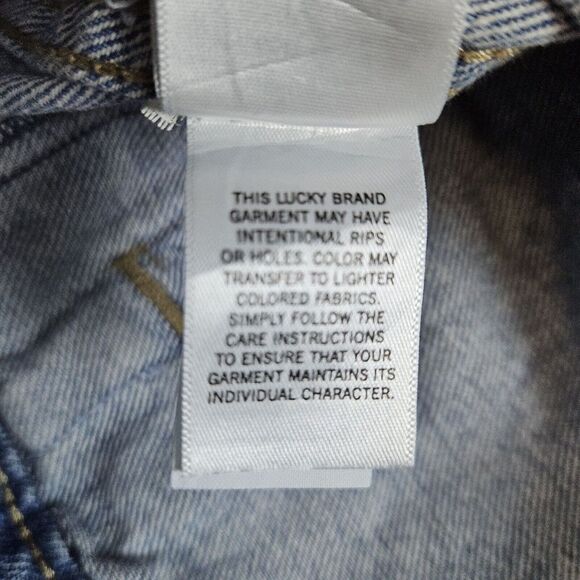 THIS LUCKY BRAND
GARMENT MAY HAVE
INTENTIONAL RIPS
OR HOLES. COLOR MAY
TRANSFER TO LIGHTER
COLORED FABRICS.
SIMPLY FOLLOW THE
CARE INSTRUCTIONS
TO ENSURE THAT YOUR
GARMENT MAINTAINS ITS
INDIVIDUAL CHARACTER.